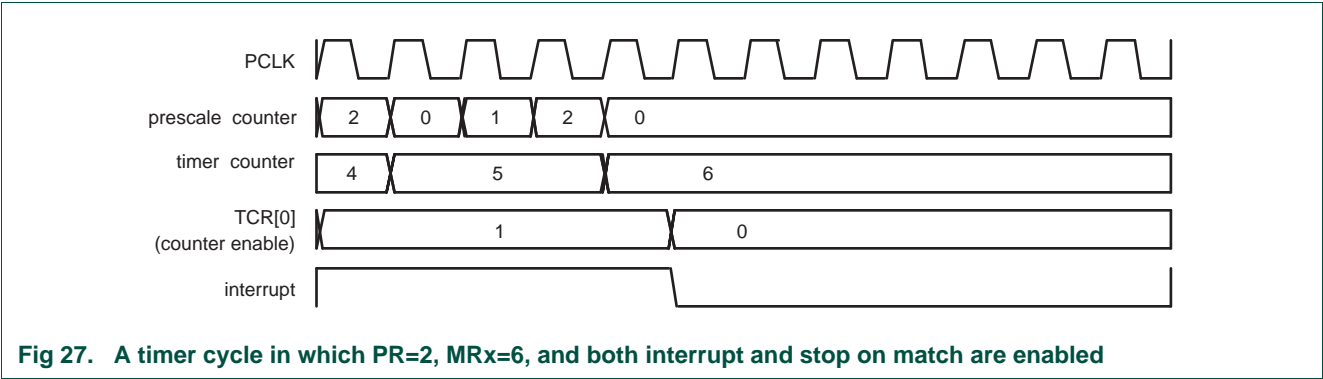 PCLK
prescale counter 2 0 1 2 0
timer counter 4 5 6
TCR[0]
(counter enable) 1 0
interrupt
Fig 27. A timer cycle in which PR=2, MRx=6, and both interrupt and stop on match are enabled